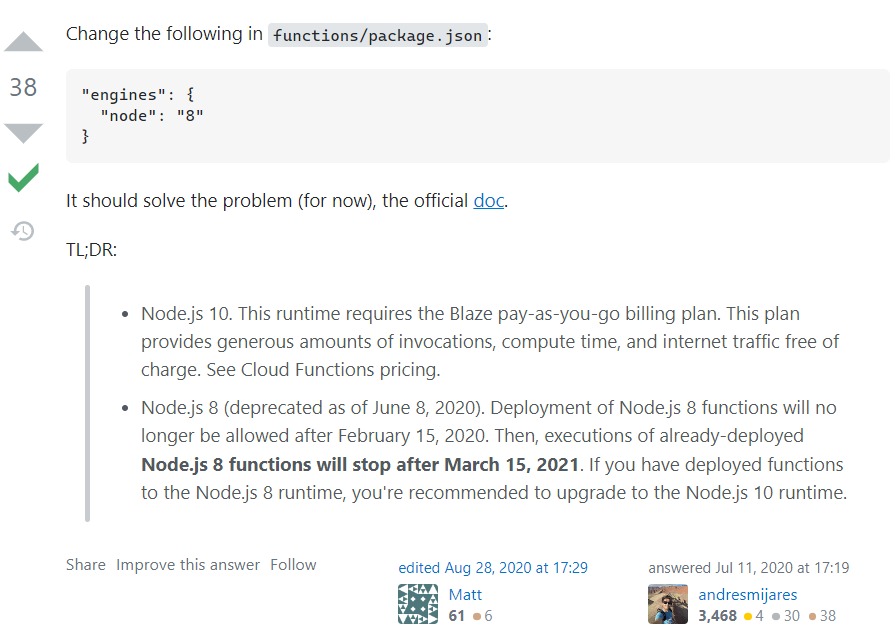 Change the following in functions/package.json:
38
"engines": {
"node": "8"
}
It should solve the problem (for now), the official doc.
TL;DR:
• Node.js 10. This runtime requires the Blaze pay-as-you-go billing plan. This plan
provides generous amounts of invocations, compute time, and internet traffic free of
charge. See Cloud Functions pricing.
• Node.js 8 (deprecated as of June 8, 2020). Deployment of Node.js 8 functions will no
longer be allowed after February 15, 2020. Then, executions of already-deployed
Node.js 8 functions will stop after March 15, 2021. If you have deployed functions
to the Node.js 8 runtime, you're recommended to upgrade to the Node.js 10 runtime.
Share Improve this answer Follow
edited Aug 28, 2020 at 17:29
Matt
61 ●6
answered Jul 11, 2020 at 17:19
andresmijares
3,468 ●4 ●30 ●38